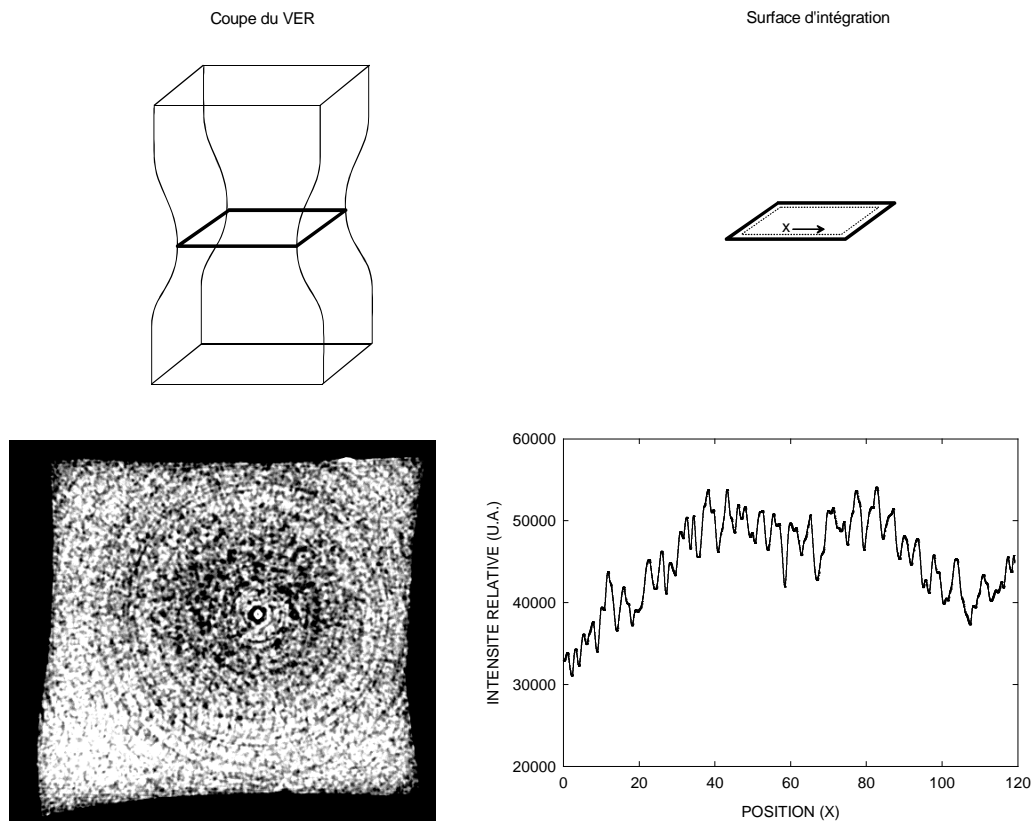 Coupe du VER
Surface d'intégration
X
60000
50000
40000
30000
20000
INTENSITE RELATIVE (U.A.)
0
20
40
60
80
100
120
POSITION (X)